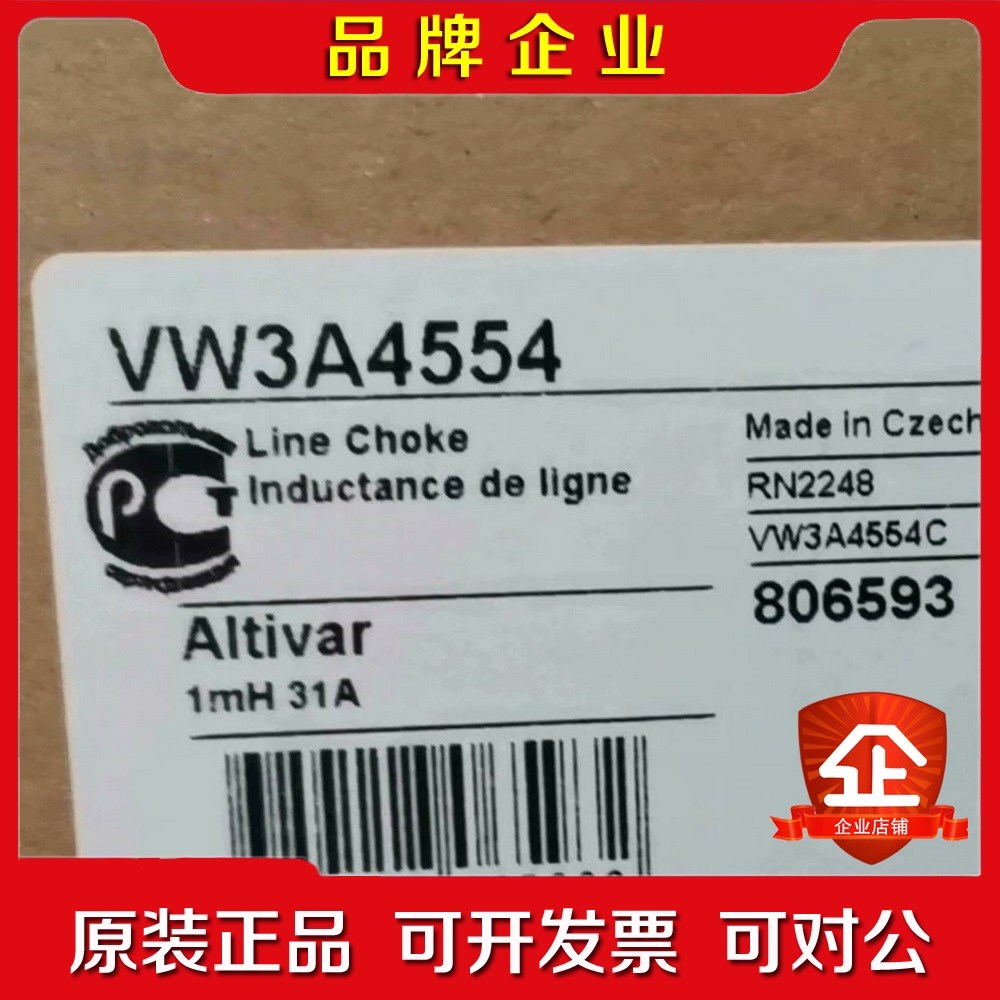 品牌企业
VW3A4554
Line Choke
Inductance de ligne
Made in Czech
RN2248
VW3A4554C
806593
Altivar
1mH 31A
企
企业店铺
原装正品 可开发票 可对公